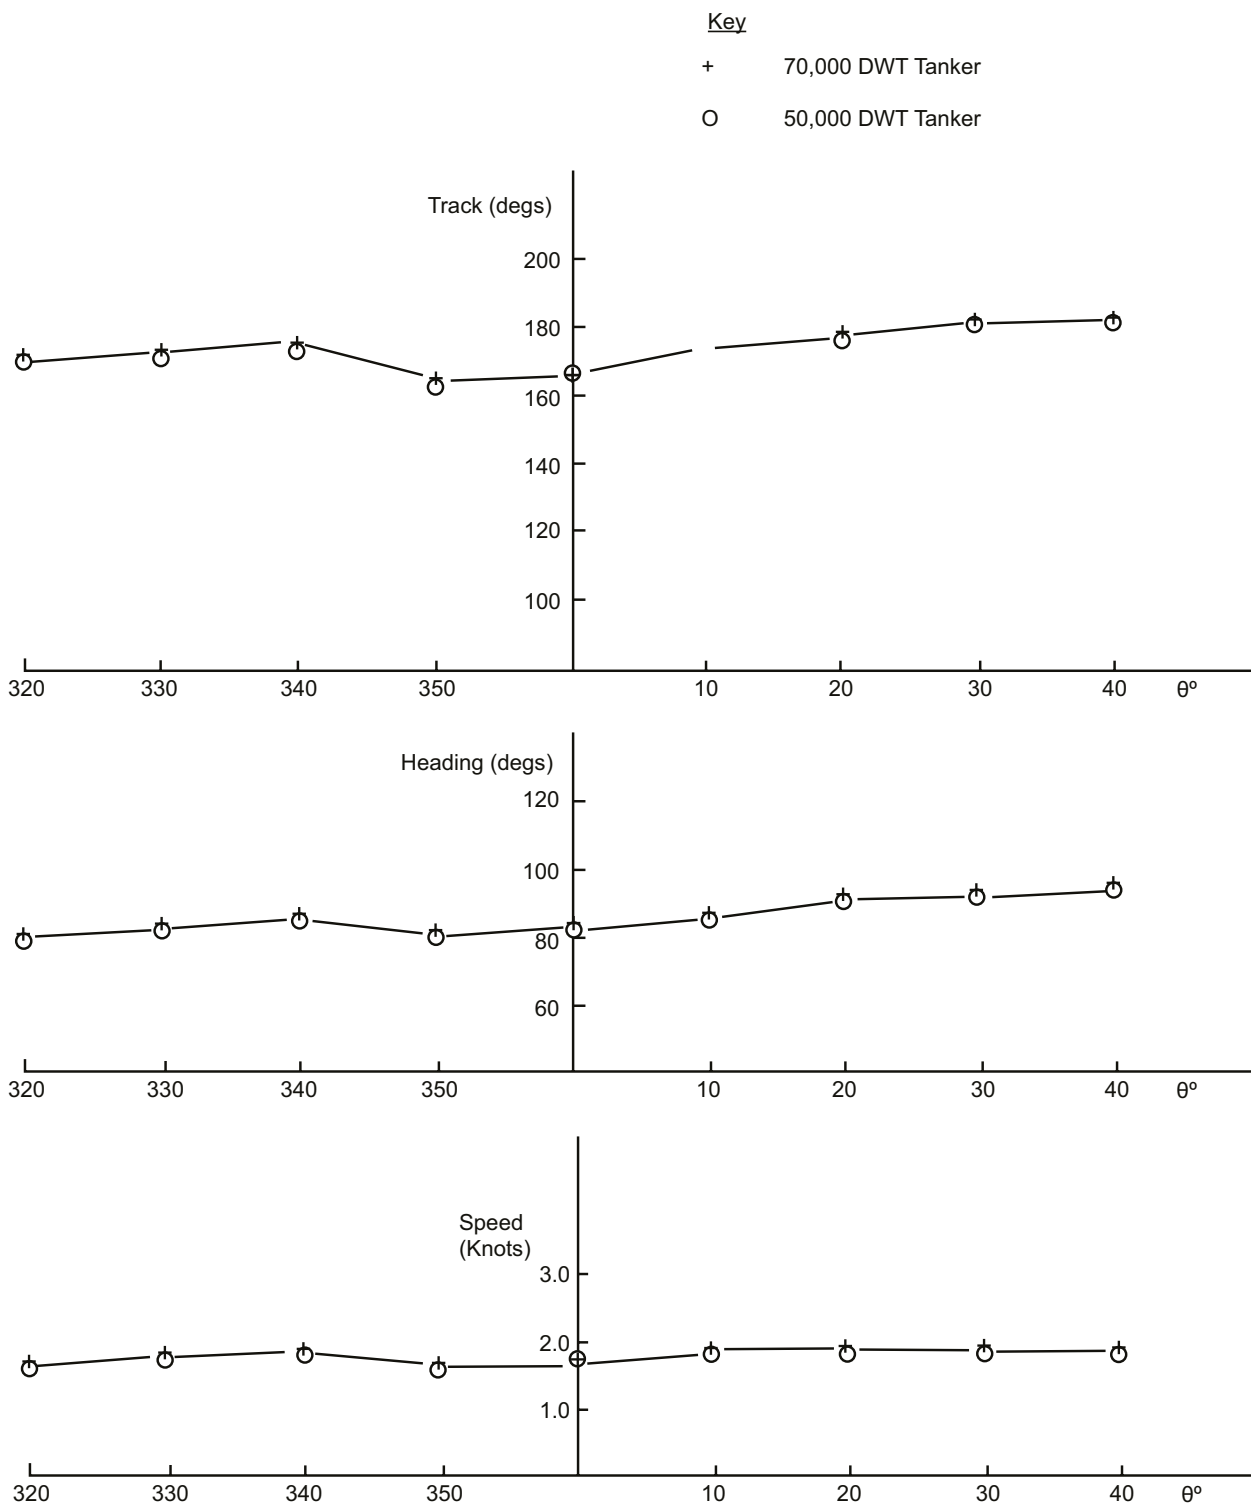 Key
+ 70,000 DWT Tanker
O 50,000 DWT Tanker
Track (degs)
200
180
160
140
120
100
320 330 340 350 10 20 30 40 θº
Heading (degs)
120
100
80
60
320 330 340 350 10 20 30 40 θº
Speed
(Knots)
3.0
2.0
1.0
320 330 340 350 10 20 30 40 θº